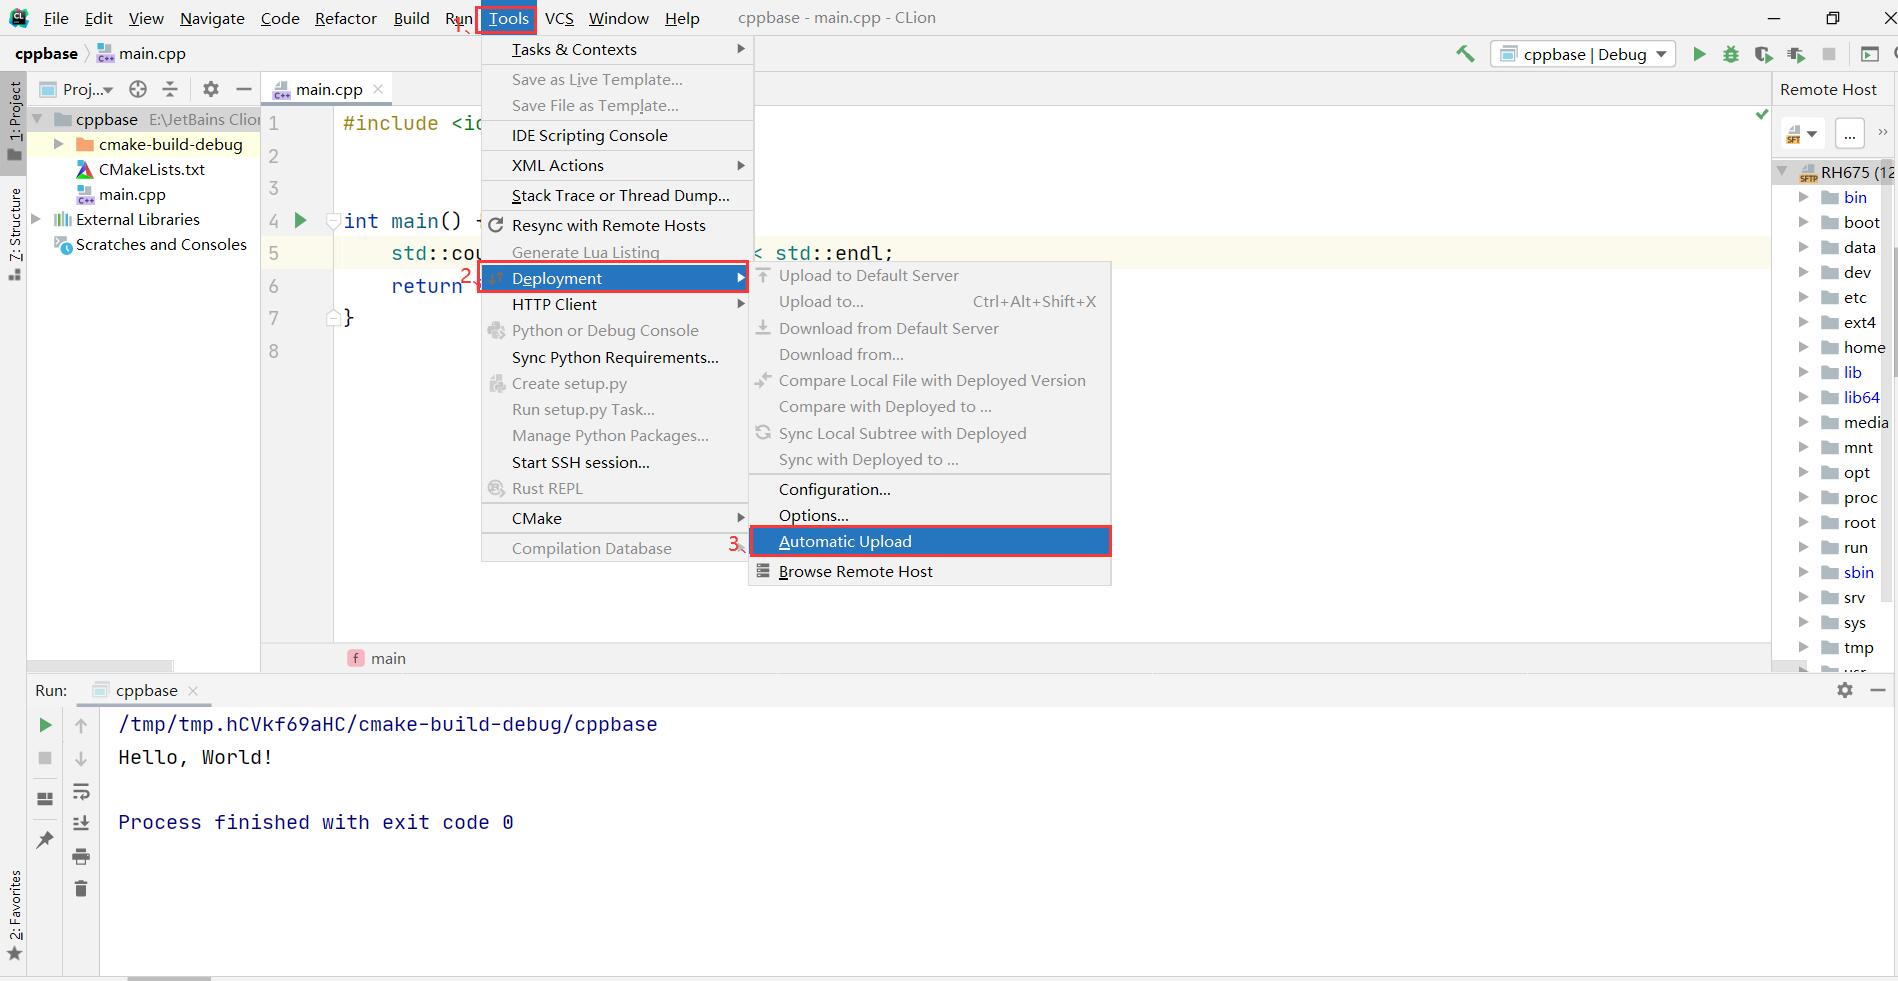 File Edit View Navigate Code Refactor Build Run Tools VCS Window Help cppbase - main.cpp - CLion
1、
cppbase main.cpp
cppbase | Debug
1: Project
7: Structure
2: Favorites
Proj...
cppbase E:\JetBains Clion
cmake-build-debug
CMakeLists.txt
main.cpp
External Libraries
Scratches and Consoles
main.cpp
1 #include
2
3
4 int main()
5 std:: std::endl;
6 return
7 }
8
Tasks & Contexts
Save as Live Template...
Save File as Template...
IDE Scripting Console
XML Actions
Stack Trace or Thread Dump...
Resync with Remote Hosts
Generate Lua Listing
2、
Deployment
HTTP Client
Python or Debug Console
Sync Python Requirements...
Create setup.py
Run setup.py Task...
Manage Python Packages...
Start SSH session...
Rust REPL
CMake
Compilation Database
Upload to Default Server
Upload to... Ctrl+Alt+Shift+X
Download from Default Server
Download from...
Compare Local File with Deployed Version
Compare with Deployed to ...
Sync Local Subtree with Deployed
Sync with Deployed to ...
Configuration...
Options...
3、
Automatic Upload
Browse Remote Host
Remote Host
...
RH675 (12
bin
boot
data
dev
etc
ext4
home
lib
lib64
media
mnt
opt
proc
root
run
sbin
srv
sys
tmp
f main
Run: cppbase
/tmp/tmp.hCVkf69aHC/cmake-build-debug/cppbase
Hello, World!
Process finished with exit code 0